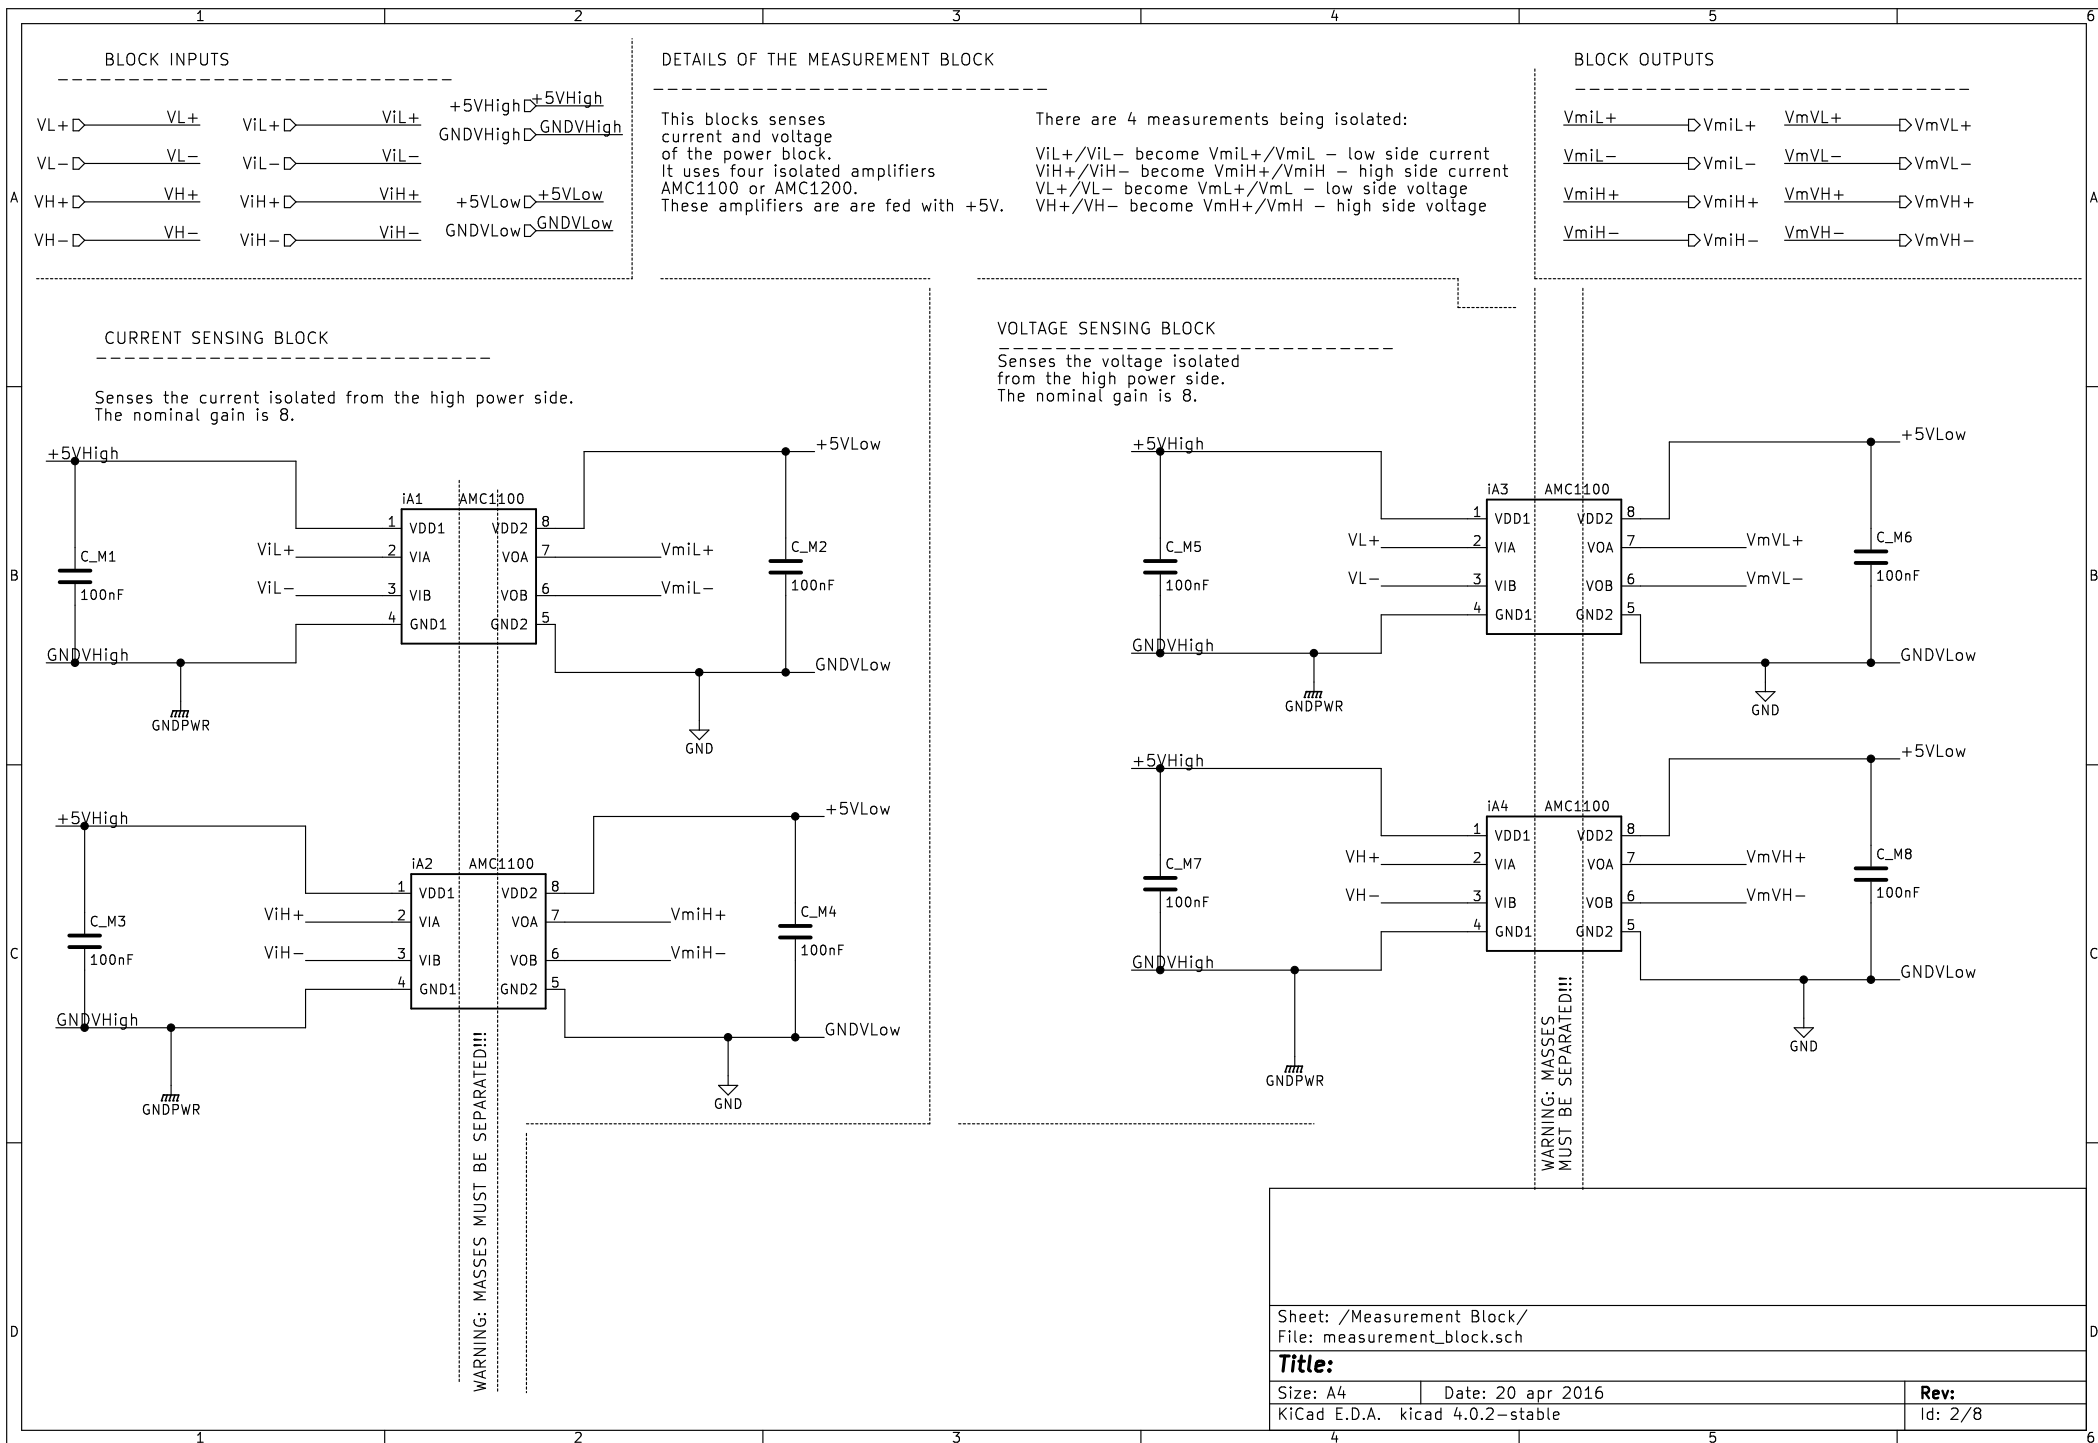 1 2 3 4 5 6
BLOCK INPUTS
VL+ VL+
VL- VL-
VH+ VH+
VH- VH-
ViL+ ViL+
ViL- ViL-
ViH+ ViH+
ViH- ViH-
+5VHigh +5VHigh
GNDVHigh GNDVHigh
+5VLow +5VLow
GNDVLow GNDVLow
DETAILS OF THE MEASUREMENT BLOCK
This blocks senses
current and voltage
of the power block.
It uses four isolated amplifiers
AMC1100 or AMC1200.
These amplifiers are are fed with +5V.
There are 4 measurements being isolated:
ViL+/ViL- become VmiL+/VmiL - low side current
ViH+/ViH- become VmiH+/VmiH - high side current
VL+/VL- become VmL+/VmL - low side voltage
VH+/VH- become VmH+/VmH - high side voltage
BLOCK OUTPUTS
VmiL+ VmiL+
VmiL- VmiL-
VmiH+ VmiH+
VmiH- VmiH-
VmVL+ VmVL+
VmVL- VmVL-
VmVH+ VmVH+
VmVH- VmVH-
A A
CURRENT SENSING BLOCK
Senses the current isolated from the high power side.
The nominal gain is 8.
+5VHigh
C_M1
100nF
GNDVHigh
GNDPWR
ViL+
ViL-
iA1 AMC1100
1 VDD1 VDD2 8
2 VIA VOA 7
3 VIB VOB 6
4 GND1 GND2 5
VmiL+
VmiL-
+5VLow
C_M2
100nF
GNDVLow
GND
+5VHigh
C_M3
100nF
GNDVHigh
GNDPWR
ViH+
ViH-
iA2 AMC1100
1 VDD1 VDD2 8
2 VIA VOA 7
3 VIB VOB 6
4 GND1 GND2 5
VmiH+
VmiH-
+5VLow
C_M4
100nF
GNDVLow
GND
WARNING: MASSES MUST BE SEPARATED!!!
VOLTAGE SENSING BLOCK
Senses the voltage isolated
from the high power side.
The nominal gain is 8.
+5VHigh
C_M5
100nF
GNDVHigh
GNDPWR
VL+
VL-
iA3 AMC1100
1 VDD1 VDD2 8
2 VIA VOA 7
3 VIB VOB 6
4 GND1 GND2 5
VmVL+
VmVL-
+5VLow
C_M6
100nF
GNDVLow
GND
+5VHigh
C_M7
100nF
GNDVHigh
GNDPWR
VH+
VH-
iA4 AMC1100
1 VDD1 VDD2 8
2 VIA VOA 7
3 VIB VOB 6
4 GND1 GND2 5
VmVH+
VmVH-
+5VLow
C_M8
100nF
GNDVLow
GND
WARNING: MASSES
MUST BE SEPARATED!!!
B B
C C
D D
Sheet: /Measurement Block/
File: measurement_block.sch
Title:
Size: A4 Date: 20 apr 2016 Rev:
KiCad E.D.A. kicad 4.0.2-stable Id: 2/8
1 2 3 4 5 6